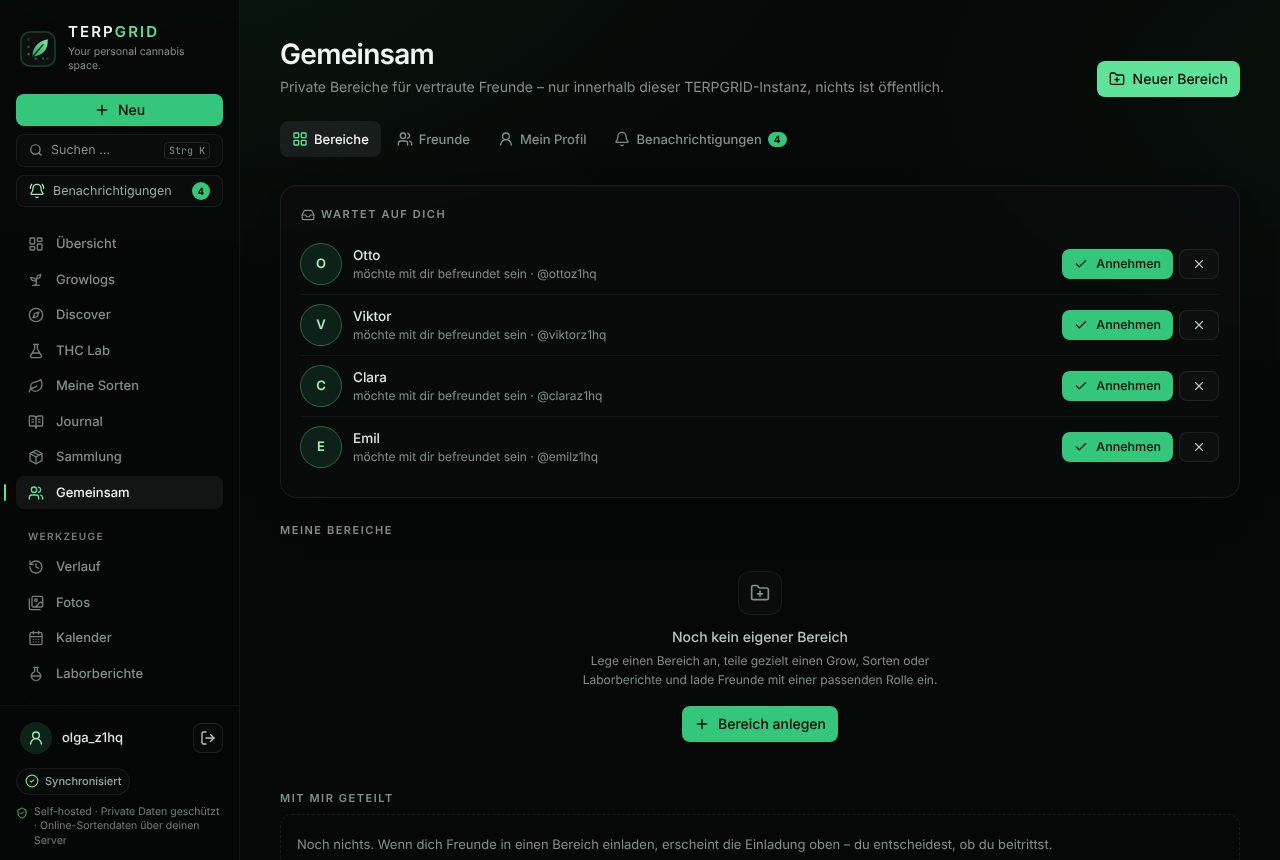 TERPGRID
Your personal cannabis
space.
Neu
Suchen ...
Strg K
Benachrichtigungen
4
Übersicht
Growlogs
Discover
THC Lab
Meine Sorten
Journal
Sammlung
Gemeinsam
WERKZEUGE
Verlauf
Fotos
Kalender
Laborberichte
olga_z1hq
Synchronisiert
Self-hosted · Private Daten geschützt
· Online-Sortendaten über deinen
Server
Gemeinsam
Private Bereiche für vertraute Freunde – nur innerhalb dieser TERPGRID-Instanz, nichts ist öffentlich.
Neuer Bereich
Bereiche
Freunde
Mein Profil
Benachrichtigungen
4
WARTET AUF DICH
O
Otto
möchte mit dir befreundet sein · @ottoz1hq
Annehmen
V
Viktor
möchte mit dir befreundet sein · @viktorz1hq
Annehmen
C
Clara
möchte mit dir befreundet sein · @claraz1hq
Annehmen
E
Emil
möchte mit dir befreundet sein · @emilz1hq
Annehmen
MEINE BEREICHE
Noch kein eigener Bereich
Lege einen Bereich an, teile gezielt einen Grow, Sorten oder
Laborberichte und lade Freunde mit einer passenden Rolle ein.
Bereich anlegen
MIT MIR GETEILT
Noch nichts. Wenn dich Freunde in einen Bereich einladen, erscheint die Einladung oben – du entscheidest, ob du beitrittst.